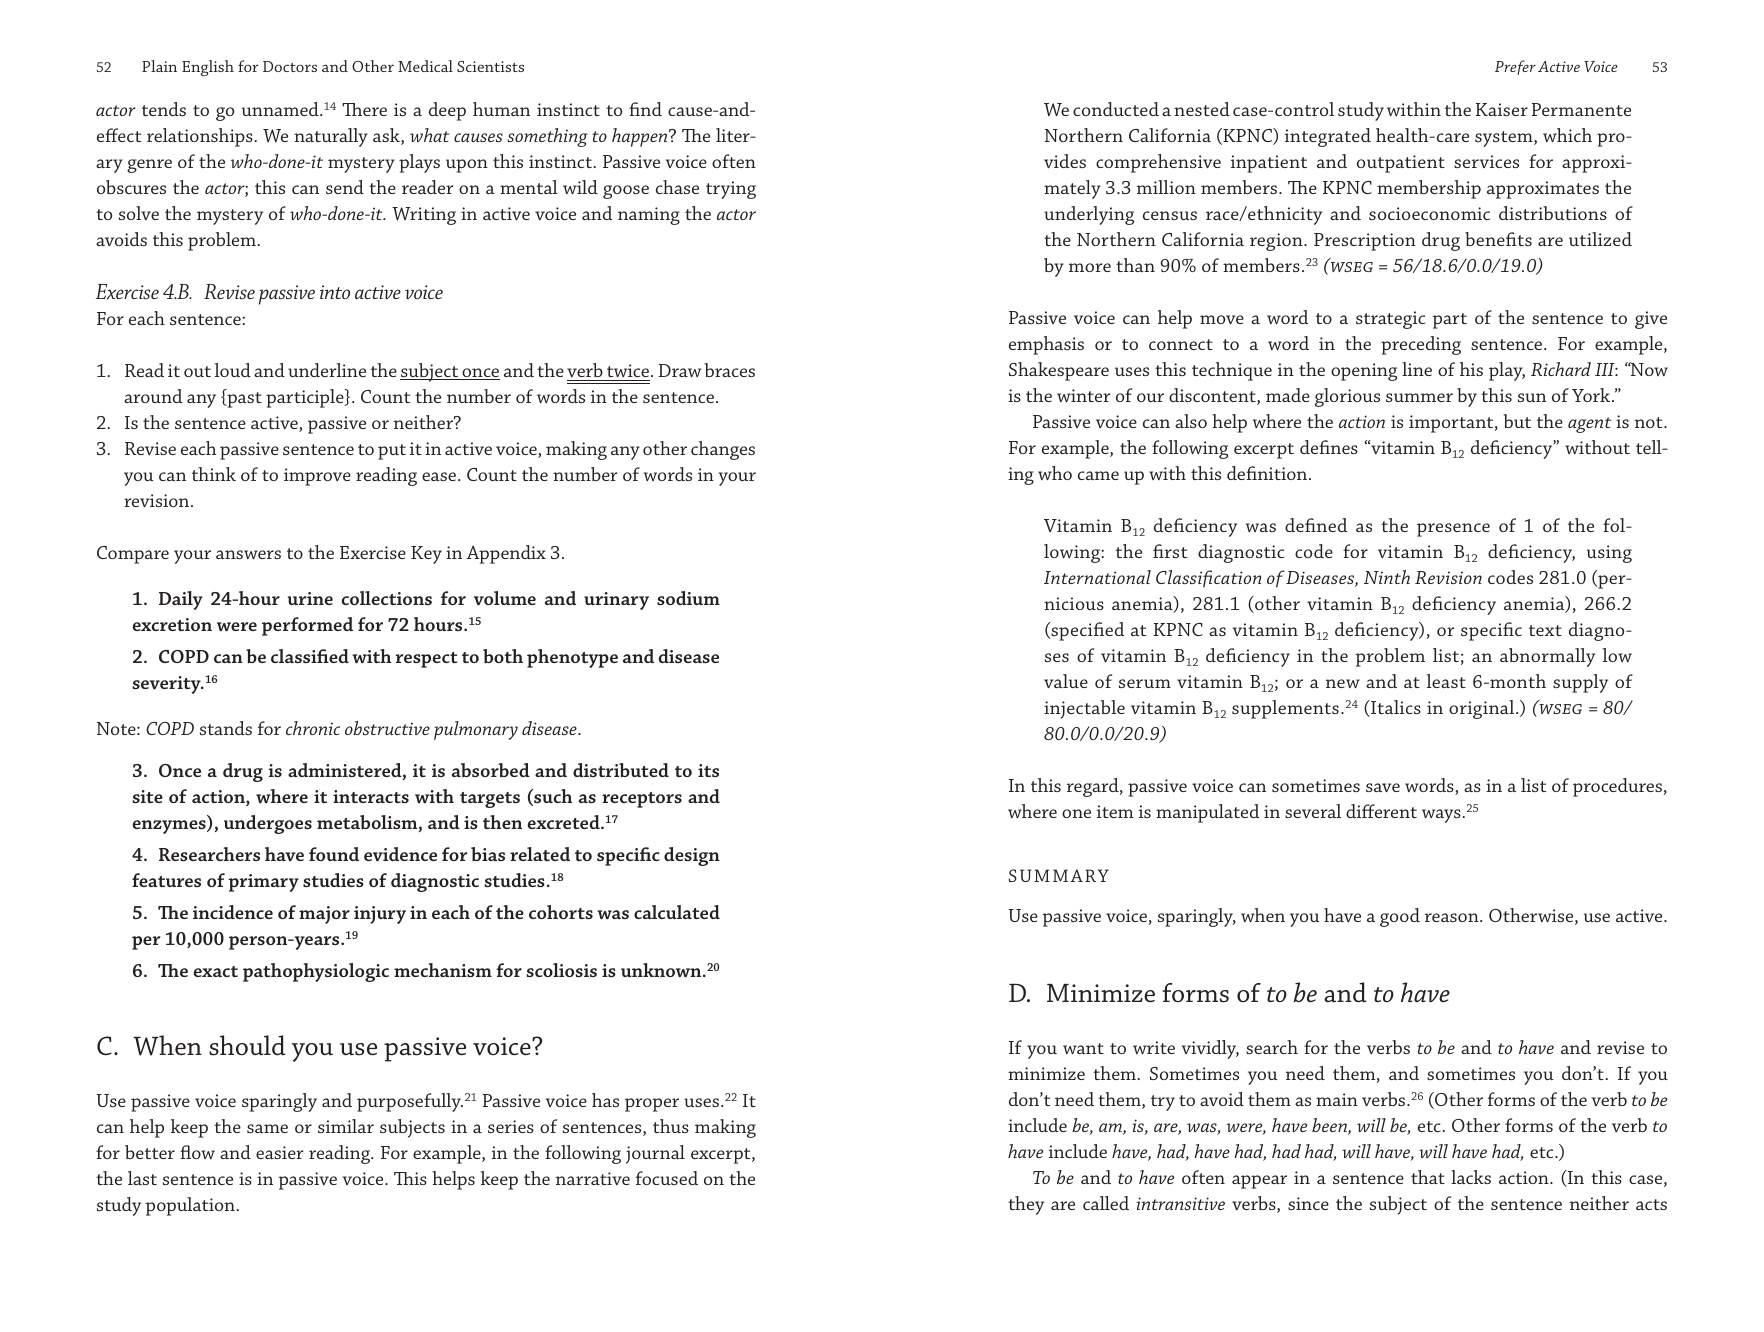 52 Plain English for Doctors and Other Medical Scientists
actor tends to go unnamed.14 There is a deep human instinct to find cause-and-
effect relationships. We naturally ask, what causes something to happen? The liter-
ary genre of the who-done-it mystery plays upon this instinct. Passive voice often
obscures the actor; this can send the reader on a mental wild goose chase trying
to solve the mystery of who-done-it. Writing in active voice and naming the actor
avoids this problem.
Exercise 4.B. Revise passive into active voice
For each sentence:
1. Read it out loud and underline the subject once and the verb twice. Draw braces
around any {past participle}. Count the number of words in the sentence.
2. Is the sentence active, passive or neither?
3. Revise each passive sentence to put it in active voice, making any other changes
you can think of to improve reading ease. Count the number of words in your
revision.
Compare your answers to the Exercise Key in Appendix 3.
1. Daily 24-hour urine collections for volume and urinary sodium
excretion were performed for 72 hours.15
2. COPD can be classified with respect to both phenotype and disease
severity.16
Note: COPD stands for chronic obstructive pulmonary disease.
3. Once a drug is administered, it is absorbed and distributed to its
site of action, where it interacts with targets (such as receptors and
enzymes), undergoes metabolism, and is then excreted.17
4. Researchers have found evidence for bias related to specific design
features of primary studies of diagnostic studies.18
5. The incidence of major injury in each of the cohorts was calculated
per 10,000 person-years.19
6. The exact pathophysiologic mechanism for scoliosis is unknown.20
C. When should you use passive voice?
Use passive voice sparingly and purposefully.21 Passive voice has proper uses.22 It
can help keep the same or similar subjects in a series of sentences, thus making
for better flow and easier reading. For example, in the following journal excerpt,
the last sentence is in passive voice. This helps keep the narrative focused on the
study population.
Prefer Active Voice 53
We conducted a nested case-control study within the Kaiser Permanente
Northern California (KPNC) integrated health-care system, which pro-
vides comprehensive inpatient and outpatient services for approxi-
mately 3.3 million members. The KPNC membership approximates the
underlying census race/ethnicity and socioeconomic distributions of
the Northern California region. Prescription drug benefits are utilized
by more than 90% of members.23 (WSEG = 56/18.6/0.0/19.0)
Passive voice can help move a word to a strategic part of the sentence to give
emphasis or to connect to a word in the preceding sentence. For example,
Shakespeare uses this technique in the opening line of his play, Richard III: “Now
is the winter of our discontent, made glorious summer by this sun of York.”
Passive voice can also help where the action is important, but the agent is not.
For example, the following excerpt defines “vitamin B12 deficiency” without tell-
ing who came up with this definition.
Vitamin B12 deficiency was defined as the presence of 1 of the fol-
lowing: the first diagnostic code for vitamin B12 deficiency, using
International Classification of Diseases, Ninth Revision codes 281.0 (per-
nicious anemia), 281.1 (other vitamin B12 deficiency anemia), 266.2
(specified at KPNC as vitamin B12 deficiency), or specific text diagno-
ses of vitamin B12 deficiency in the problem list; an abnormally low
value of serum vitamin B12; or a new and at least 6-month supply of
injectable vitamin B12 supplements.24 (Italics in original.) (WSEG = 80/
80.0/0.0/20.9)
In this regard, passive voice can sometimes save words, as in a list of procedures,
where one item is manipulated in several different ways.25
SUMMARY
Use passive voice, sparingly, when you have a good reason. Otherwise, use active.
D. Minimize forms of to be and to have
If you want to write vividly, search for the verbs to be and to have and revise to
minimize them. Sometimes you need them, and sometimes you don’t. If you
don’t need them, try to avoid them as main verbs.26 (Other forms of the verb to be
include be, am, is, are, was, were, have been, will be, etc. Other forms of the verb to
have include have, had, have had, had had, will have, will have had, etc.)
To be and to have often appear in a sentence that lacks action. (In this case,
they are called intransitive verbs, since the subject of the sentence neither acts